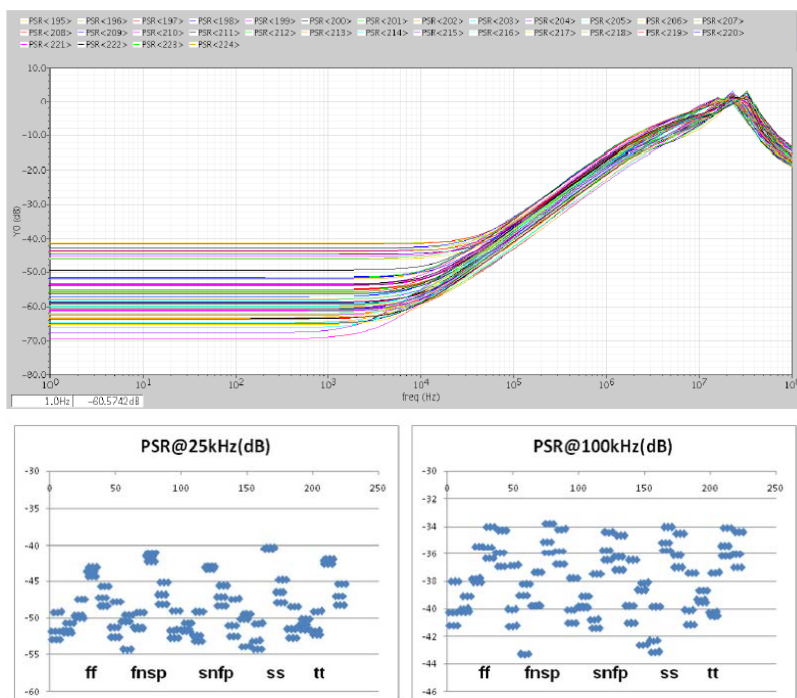 PSR<195> PSR<196> PSR<197> PSR<198> PSR<199> PSR<200> PSR<201> PSR<202> PSR<203> PSR<204> PSR<205> PSR<206> PSR<207>
PSR<208> PSR<209> PSR<210> PSR<211> PSR<212> PSR<213> PSR<214> PSR<215> PSR<216> PSR<217> PSR<218> PSR<219> PSR<220>
PSR<221> PSR<222> PSR<223> PSR<224>
10.0
0
-10.0
-20.0
-30.0
-40.0
-50.0
-60.0
-70.0
-80.0
Y0 (dB)
10^0 10^1 10^2 10^3 10^4 10^5 10^6 10^7 10^8
freq (Hz)
1.0Hz -60.5742dB
PSR@25kHz(dB)
0 50 100 150 200 250
-30
-35
-40
-45
-50
-55
-60
ff fnsp snfp ss tt
PSR@100kHz(dB)
0 50 100 150 200 250
-30
-32
-34
-36
-38
-40
-42
-44
-46
ff fnsp snfp ss tt